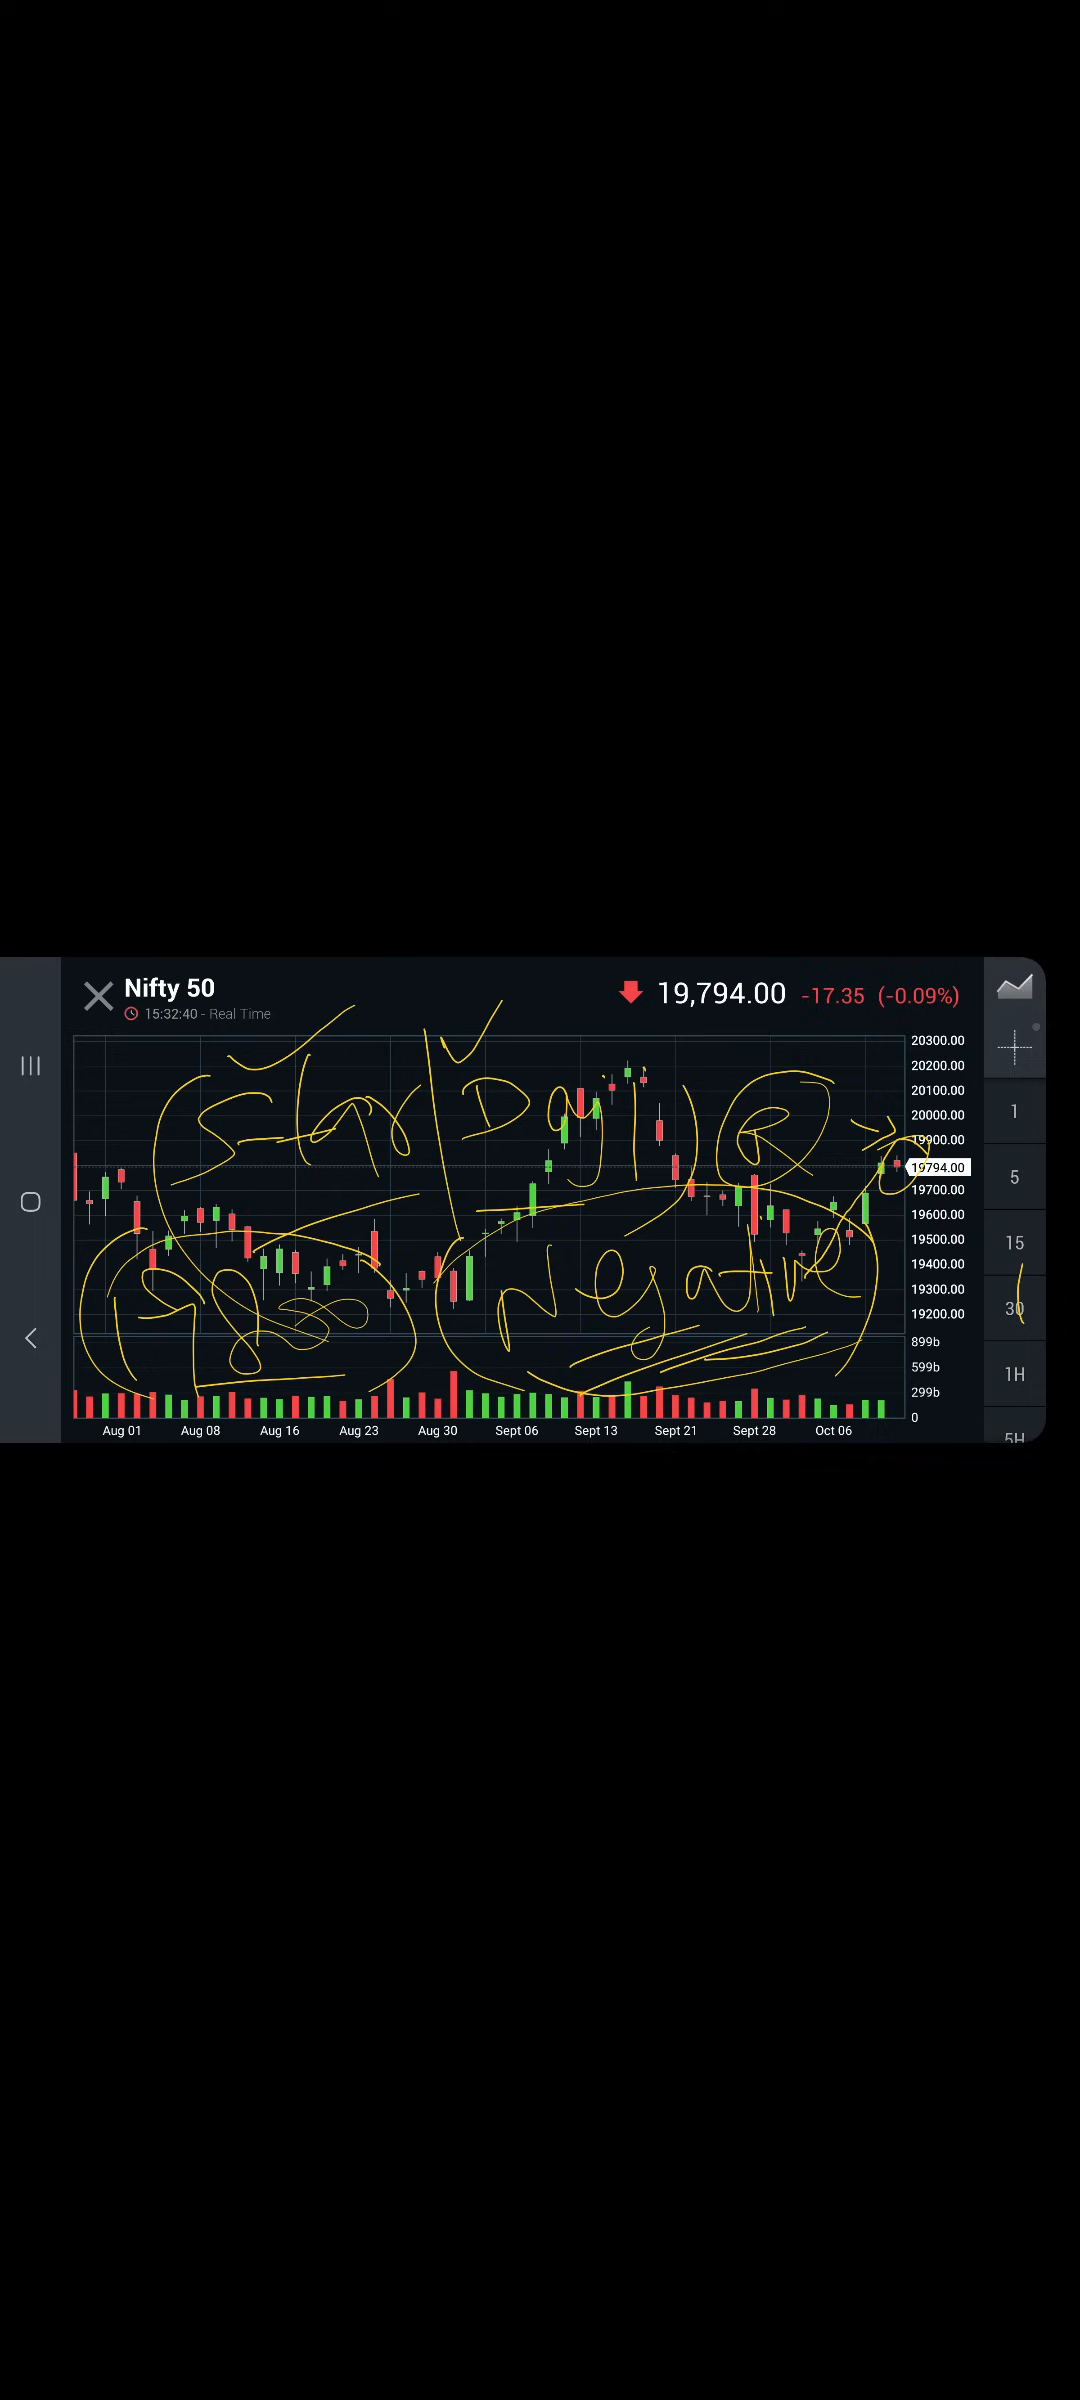 Nifty 50
19,794.00 -17.35 (-0.09%)
15:32:40 - Real Time
20300.00
20200.00
20100.00
20000.00
19900.00
19794.00
19700.00
19600.00
19500.00
19400.00
19300.00
19200.00
899b
599b
299b
0
Aug 01 Aug 08 Aug 16 Aug 23 Aug 30 Sept 06 Sept 13 Sept 21 Sept 28 Oct 06
1
5
15
30
1H
5H
Star Doji R
Negative